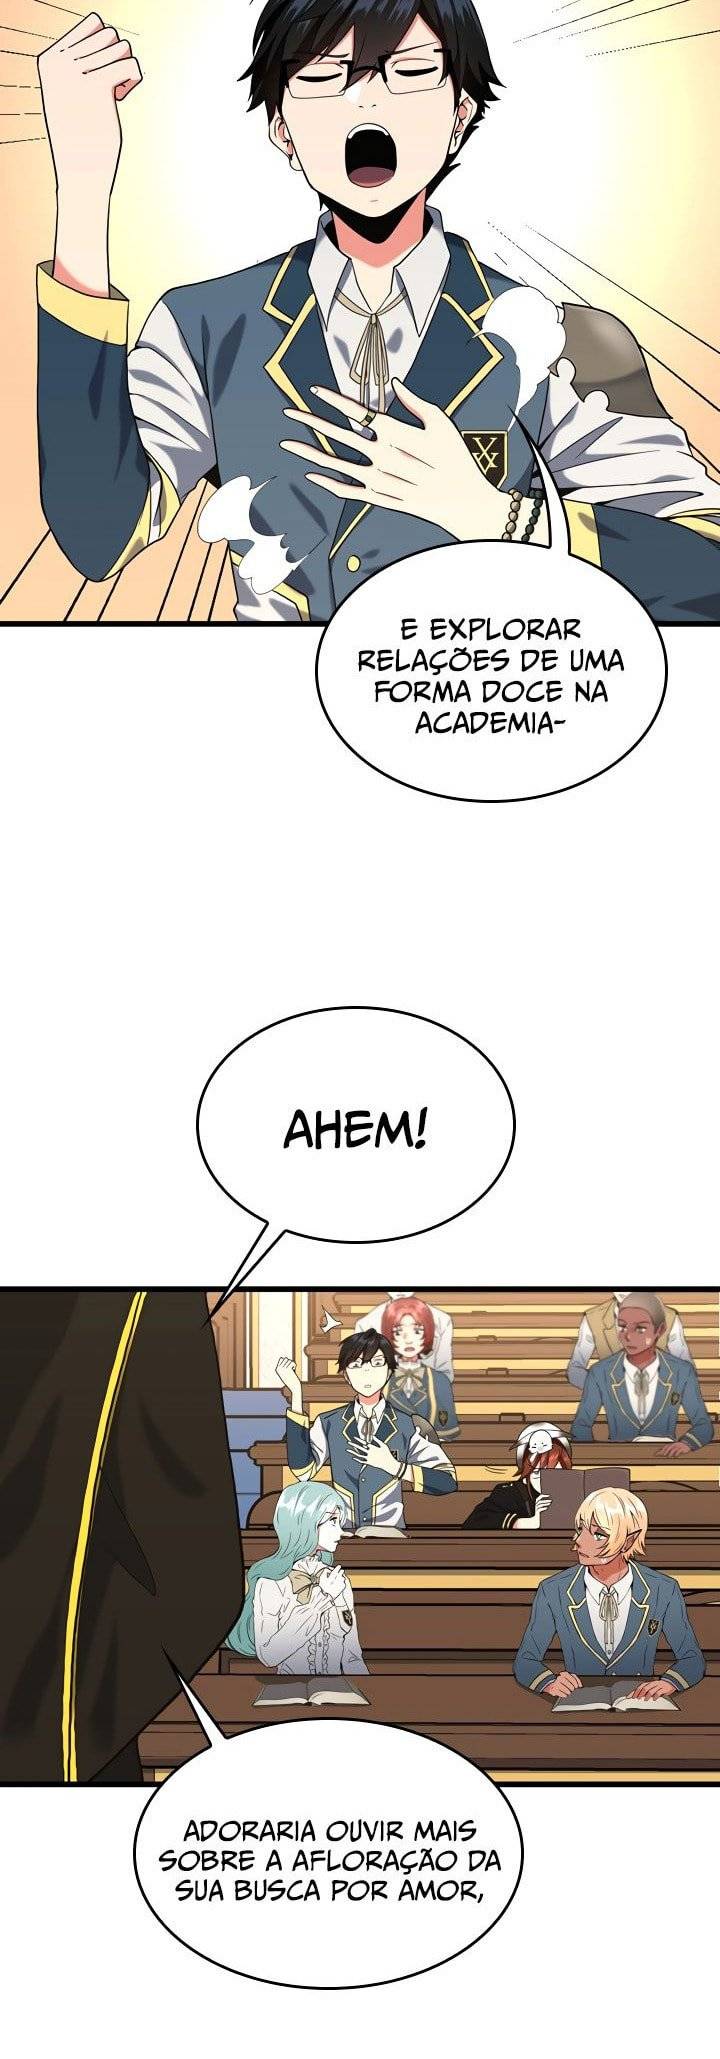 E EXPLORAR
RELAÇÕES DE UMA
FORMA DOCE NA
ACADEMIA-
AHEM!
ADORARIA OUVIR MAIS
SOBRE A AFLORAÇÃO DA
SUA BUSCA POR AMOR,